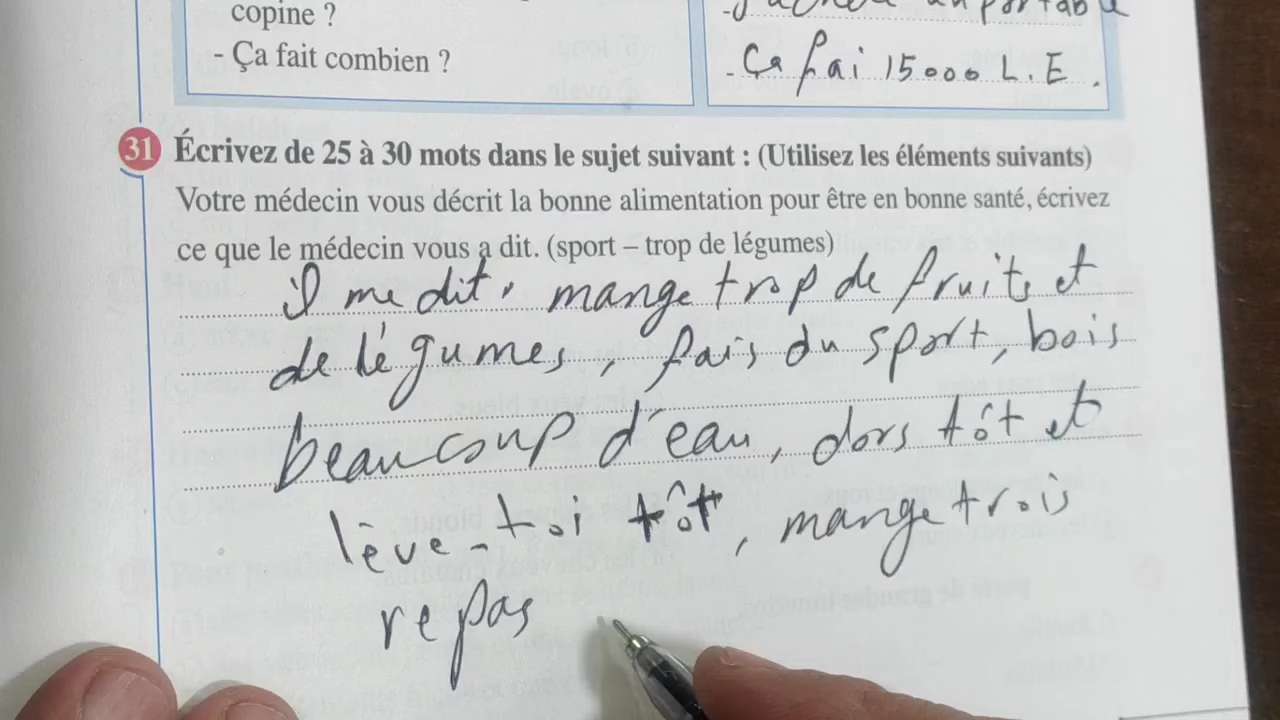 copine ?
- Ça fait combien ?
un portable
- Ça fai 15000 L.E.
31 Écrivez de 25 à 30 mots dans le sujet suivant : (Utilisez les éléments suivants)
Votre médecin vous décrit la bonne alimentation pour être en bonne santé, écrivez
ce que le médecin vous a dit. (sport – trop de légumes)
il me dit, mange trop de fruits et
de légumes, fais du sport, bois
beaucoup d'eau, dors tôt et
lève-toi tôt, mange trois
repas